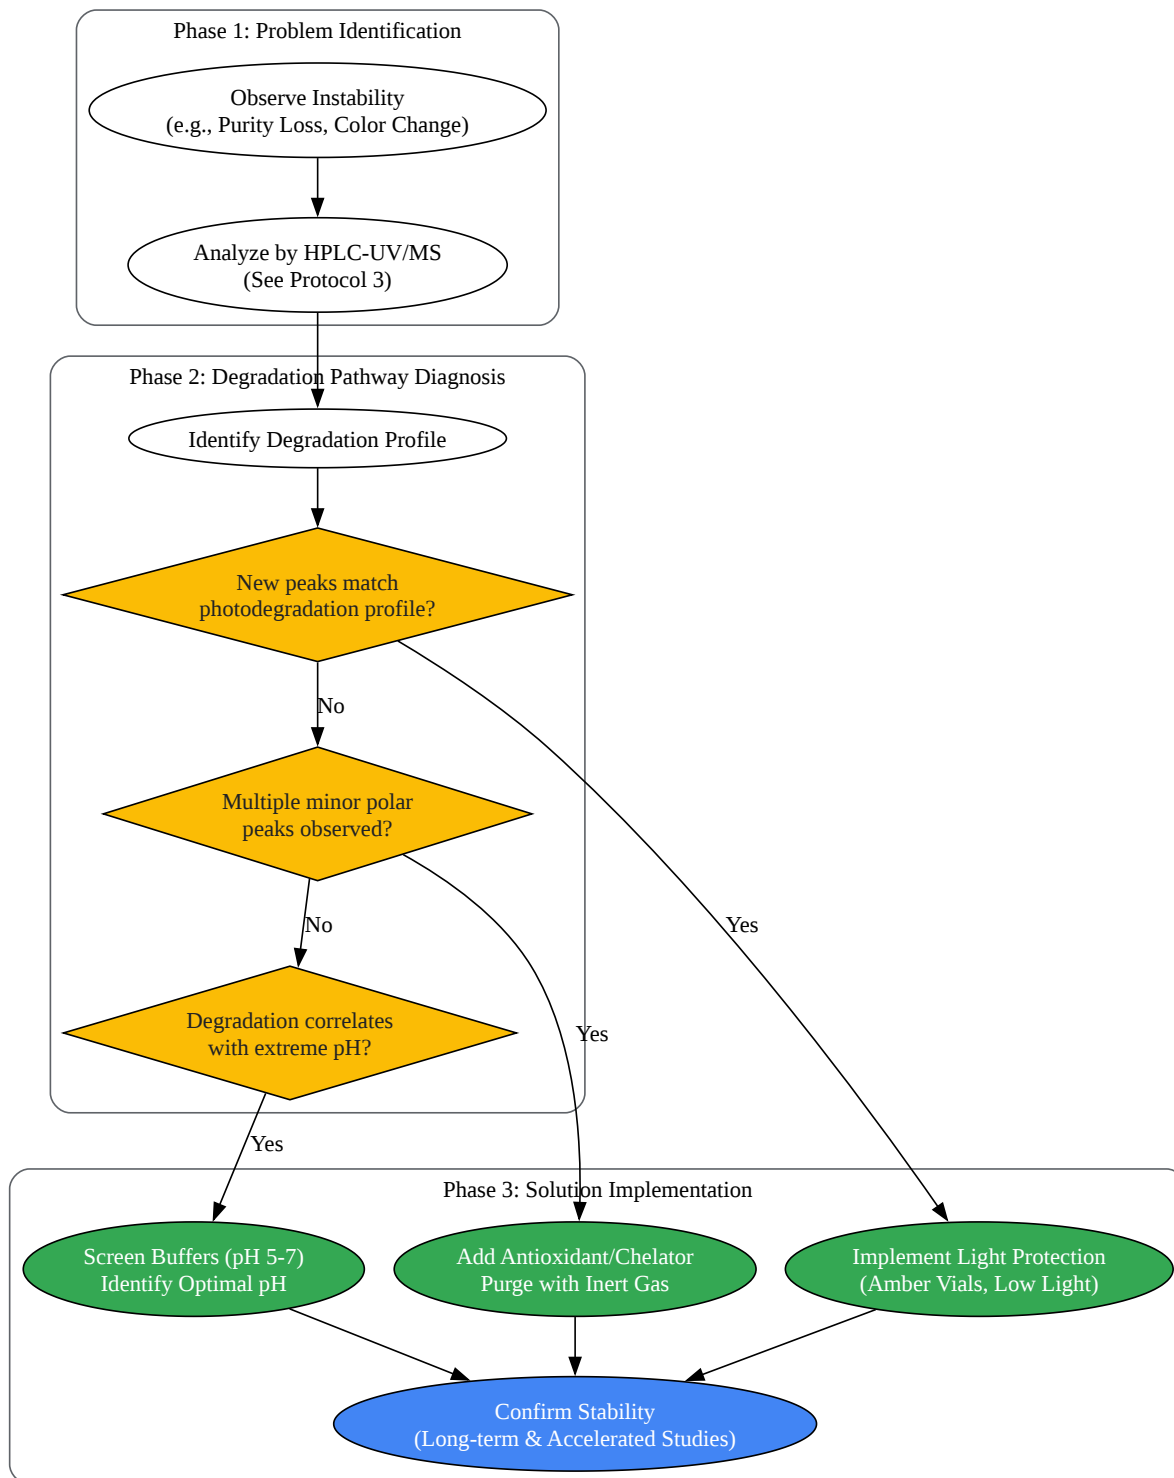 Phase 1: Problem Identification
Observe Instability
(e.g., Purity Loss, Color Change)
Analyze by HPLC-UV/MS
(See Protocol 3)
Phase 2: Degradation Pathway Diagnosis
Identify Degradation Profile
New peaks match
photodegradation profile?
No
Multiple minor polar
peaks observed?
No
Yes
Degradation correlates
with extreme pH?
Yes
Yes
Phase 3: Solution Implementation
Screen Buffers (pH 5-7)
Identify Optimal pH
Add Antioxidant/Chelator
Purge with Inert Gas
Implement Light Protection
(Amber Vials, Low Light)
Confirm Stability
(Long-term & Accelerated Studies)